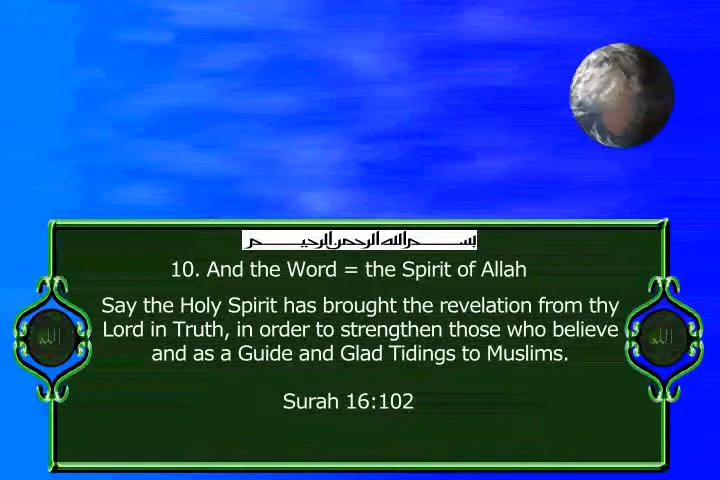 بسم الله الرحمن الرحيم
10. And the Word = the Spirit of Allah
Say the Holy Spirit has brought the revelation from thy
Lord in Truth, in order to strengthen those who believe
and as a Guide and Glad Tidings to Muslims.
Surah 16:102
الله
الله